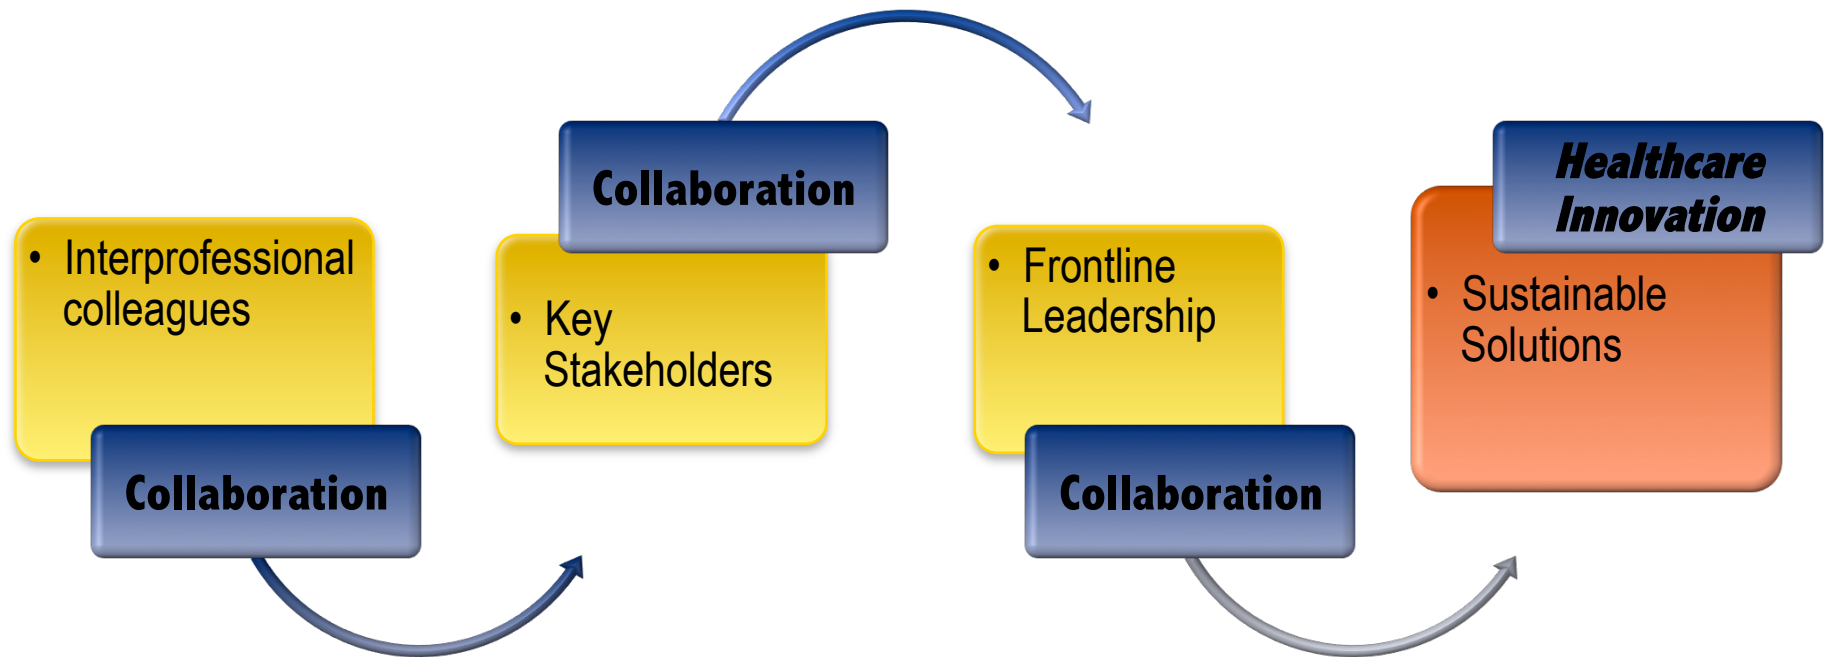 • Interprofessional
colleagues
Collaboration
Collaboration
• Key
Stakeholders
• Frontline
Leadership
Collaboration
Healthcare
Innovation
• Sustainable
Solutions